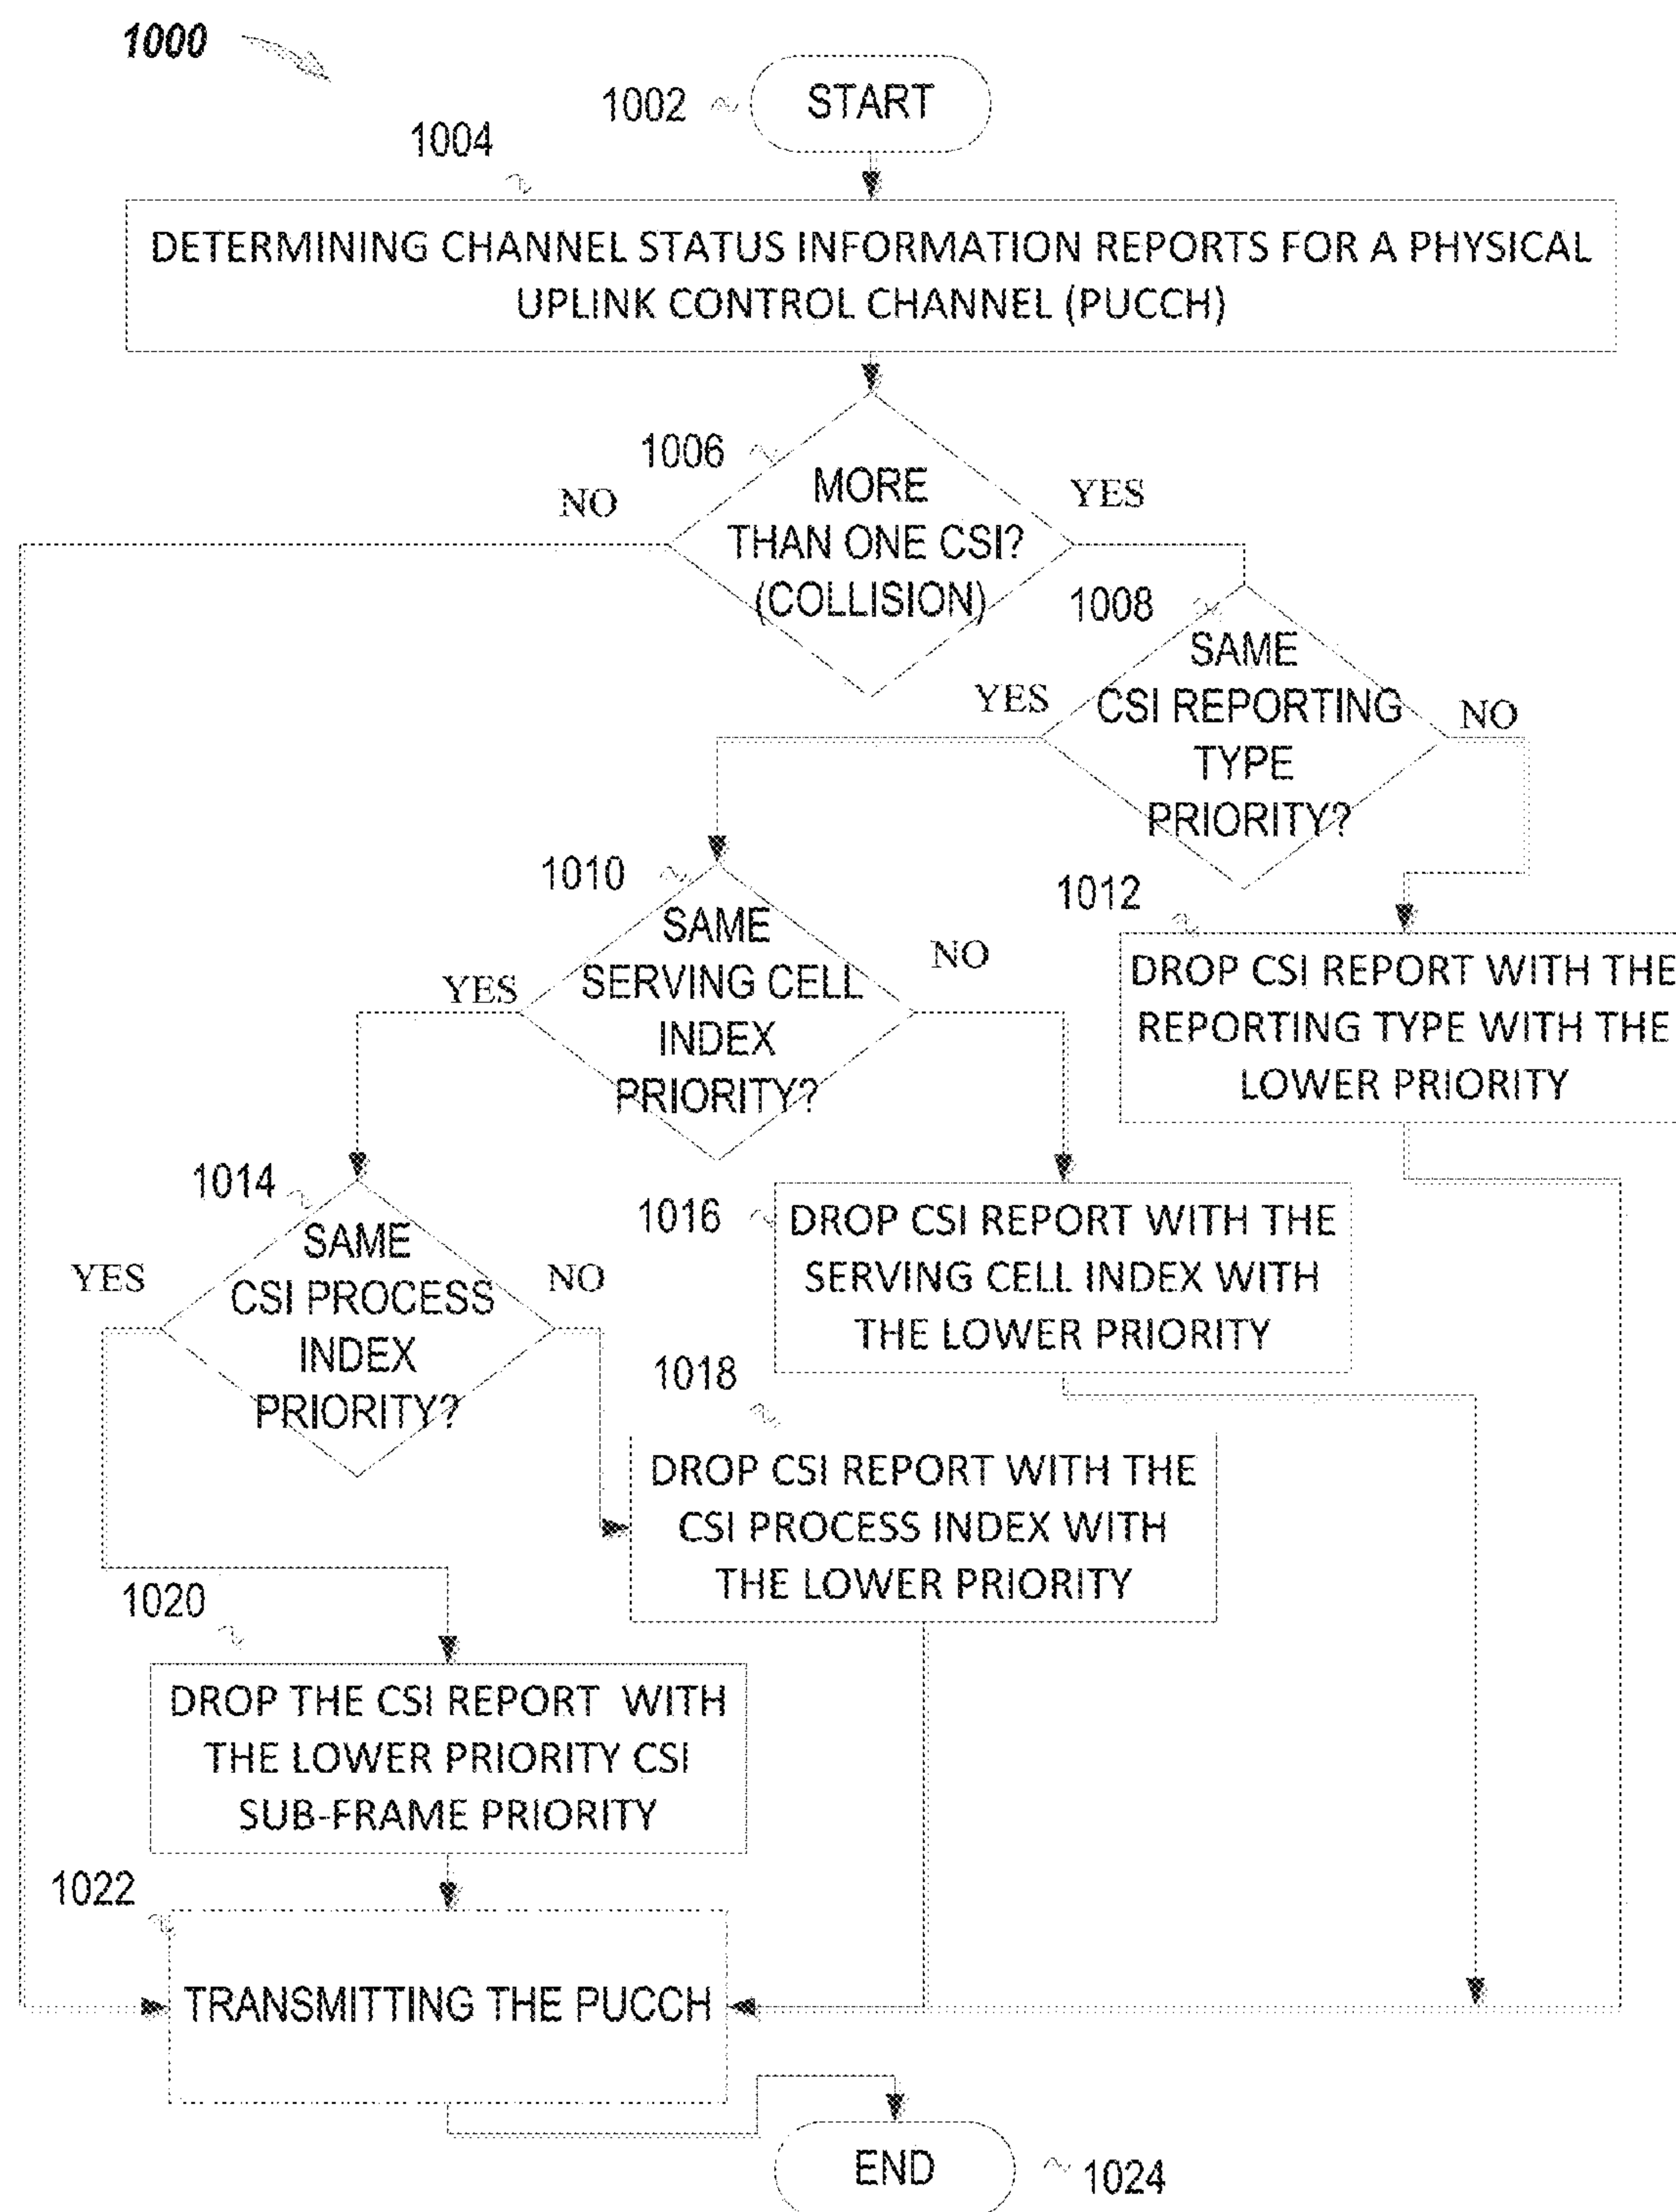 1000
1002
START
1004
DETERMINING CHANNEL STATUS INFORMATION REPORTS FOR A PHYSICAL
UPLINK CONTROL CHANNEL (PUCCH)
1006
MORE
THAN ONE CSI?
(COLLISION)
NO
YES
1008
SAME
CSI REPORTING
TYPE
PRIORITY?
YES
NO
1010
SAME
SERVING CELL
INDEX
PRIORITY?
YES
NO
1012
DROP CSI REPORT WITH THE
REPORTING TYPE WITH THE
LOWER PRIORITY
1014
SAME
CSI PROCESS
INDEX
PRIORITY?
YES
NO
1016
DROP CSI REPORT WITH THE
SERVING CELL INDEX WITH
THE LOWER PRIORITY
1018
DROP CSI REPORT WITH THE
CSI PROCESS INDEX WITH
THE LOWER PRIORITY
1020
DROP THE CSI REPORT WITH
THE LOWER PRIORITY CSI
SUB-FRAME PRIORITY
1022
TRANSMITTING THE PUCCH
END
1024